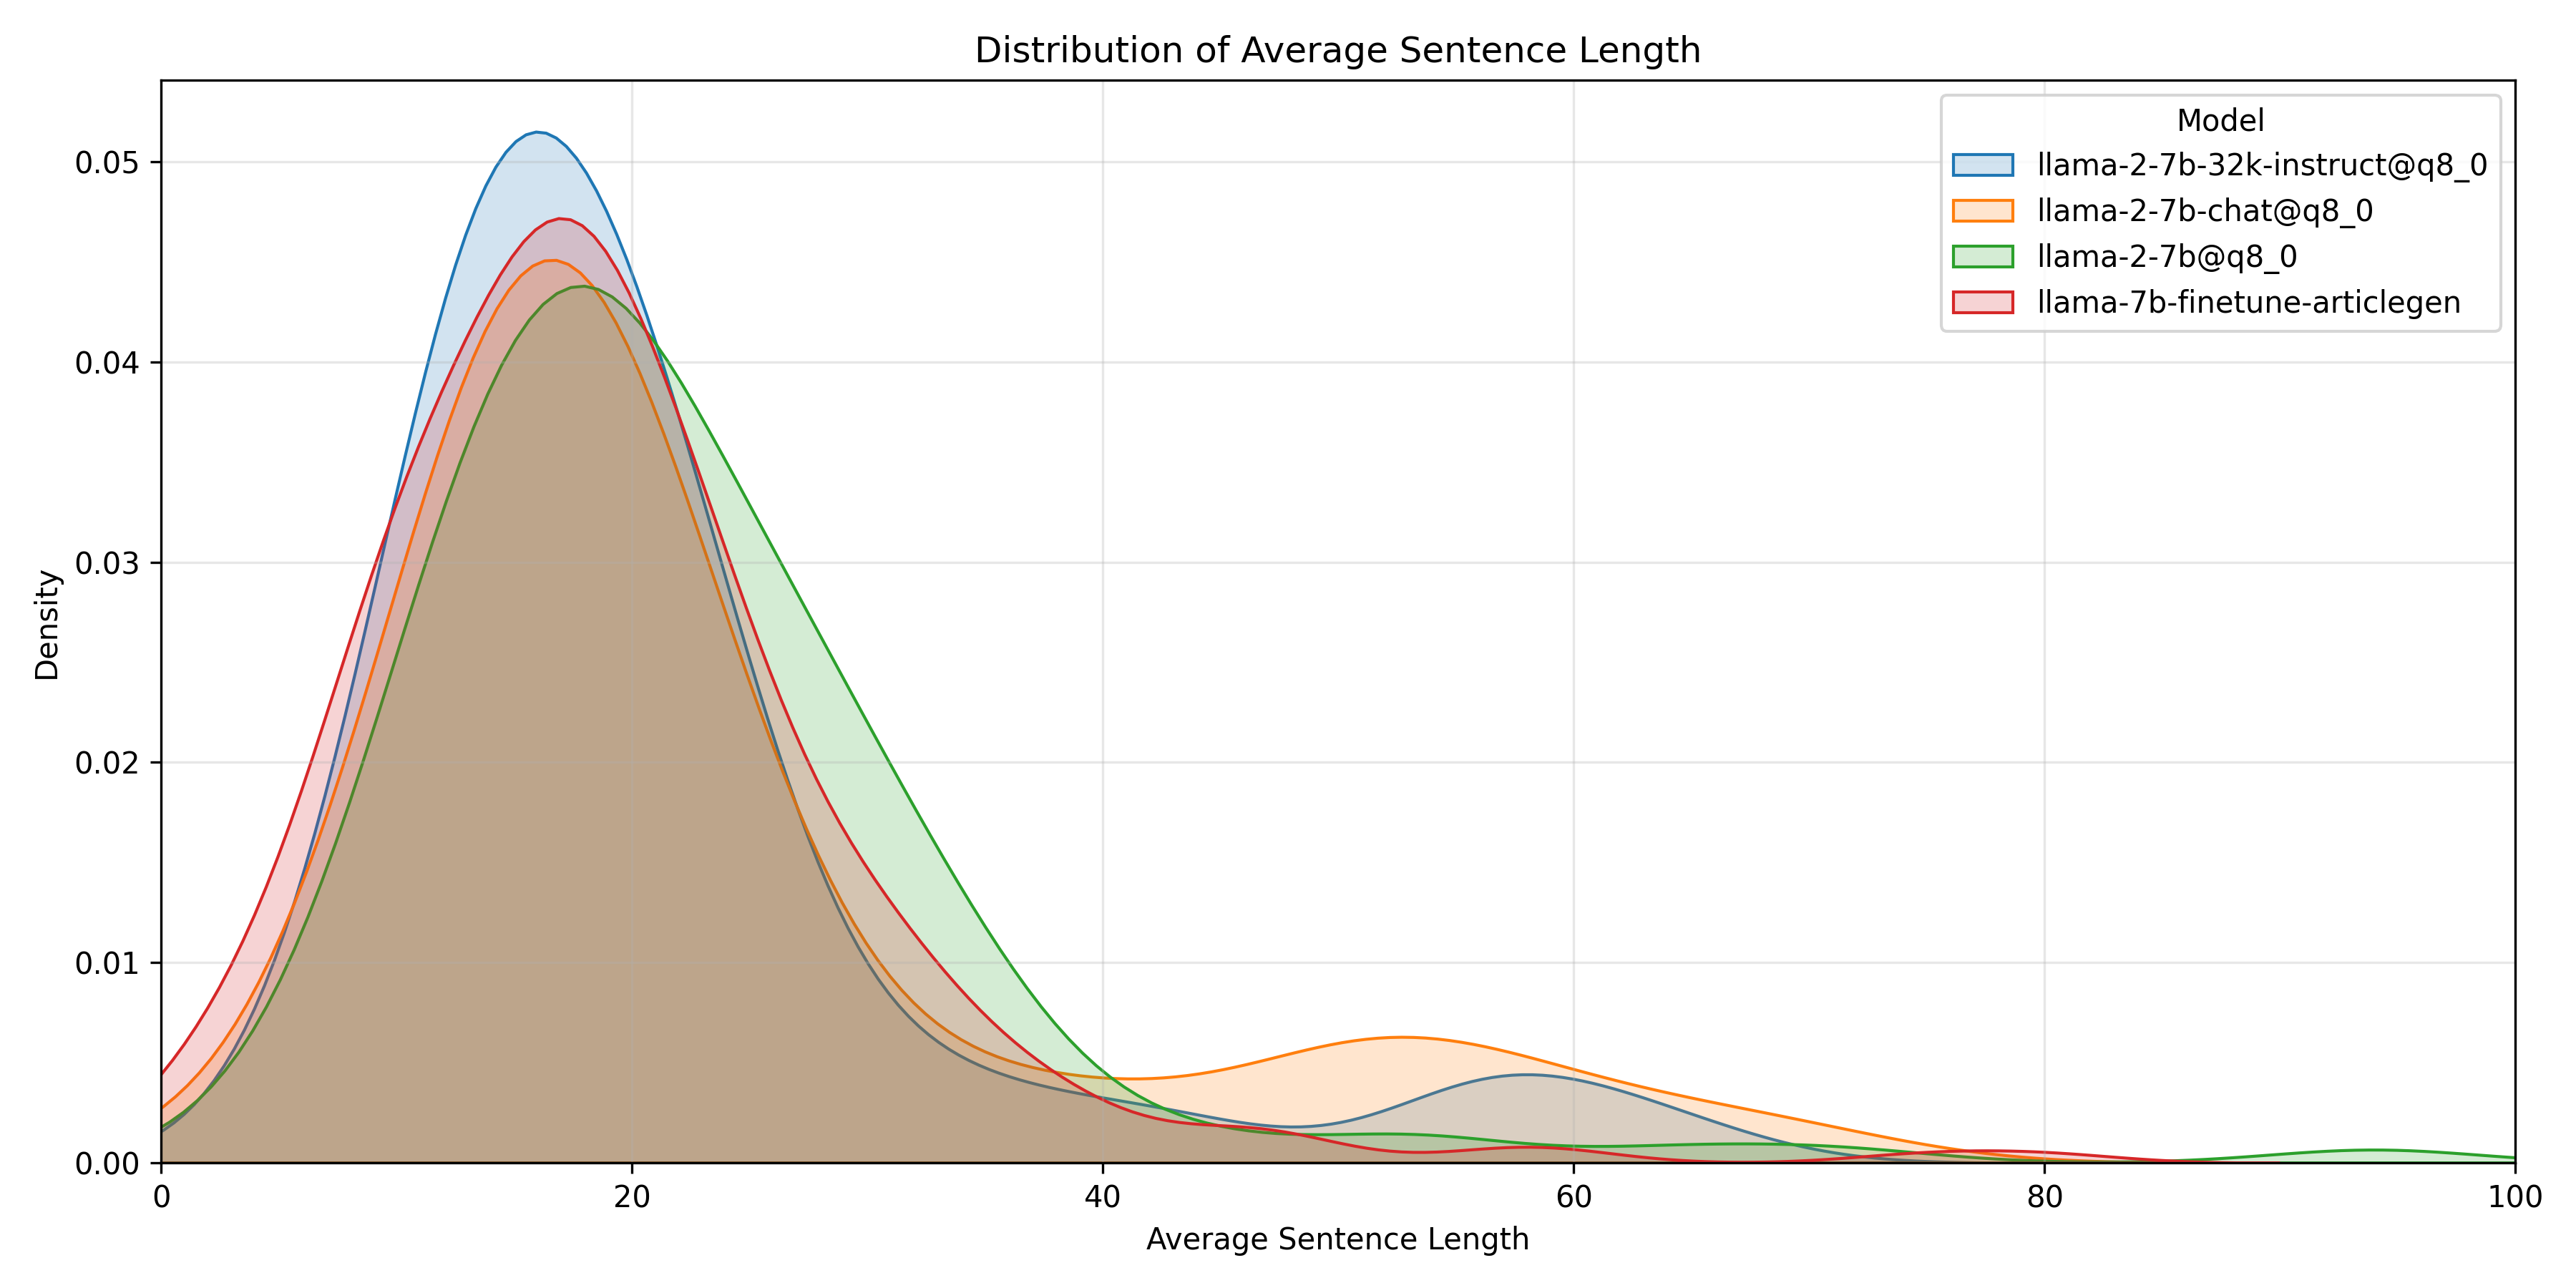 Distribution of Average Sentence Length
Model
llama-2-7b-32k-instruct@q8_0
llama-2-7b-chat@q8_0
llama-2-7b@q8_0
llama-7b-finetune-articlegen
Density
0.05
0.04
0.03
0.02
0.01
0.00
0 20 40 60 80 100
Average Sentence Length